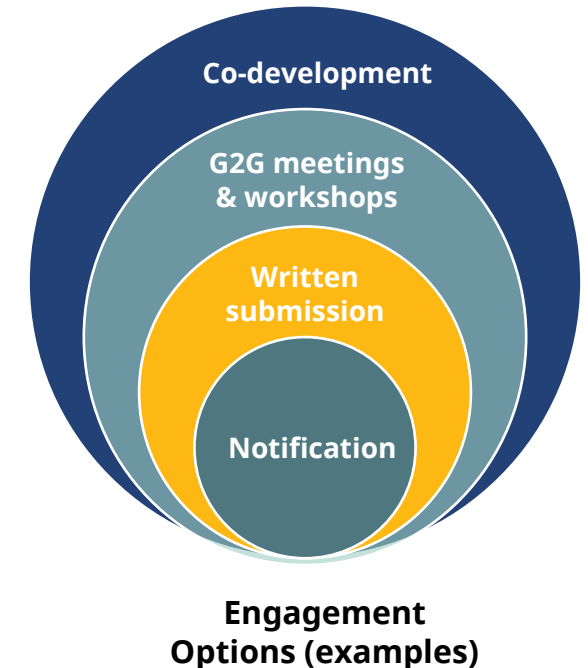 Co-development
G2G meetings
& workshops
Written
submission
Notification
Engagement
Options (examples)